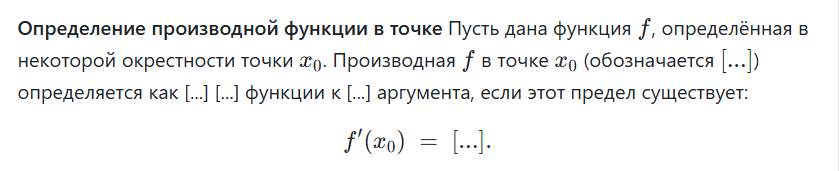 Определение производной функции в точке Пусть дана функция f, определённая в
некоторой окрестности точки x₀. Производная f в точке x₀ (обозначается [...])
определяется как [...] [...] функции к [...] аргумента, если этот предел существует:
f′(x₀) = [...].